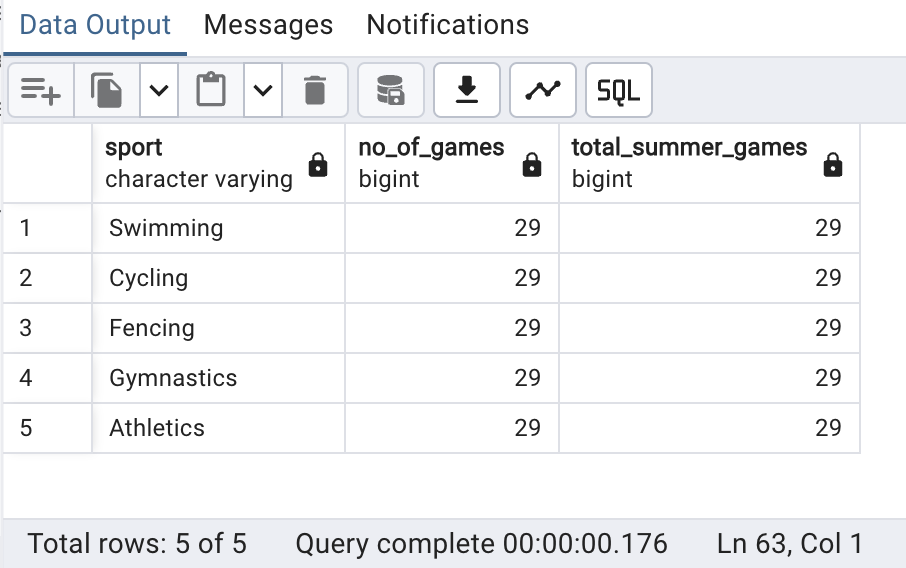 Data Output Messages Notifications
SQL
sport no_of_games total_summer_games
character varying bigint bigint
1 Swimming 29 29
2 Cycling 29 29
3 Fencing 29 29
4 Gymnastics 29 29
5 Athletics 29 29
Total rows: 5 of 5 Query complete 00:00:00.176 Ln 63, Col 1